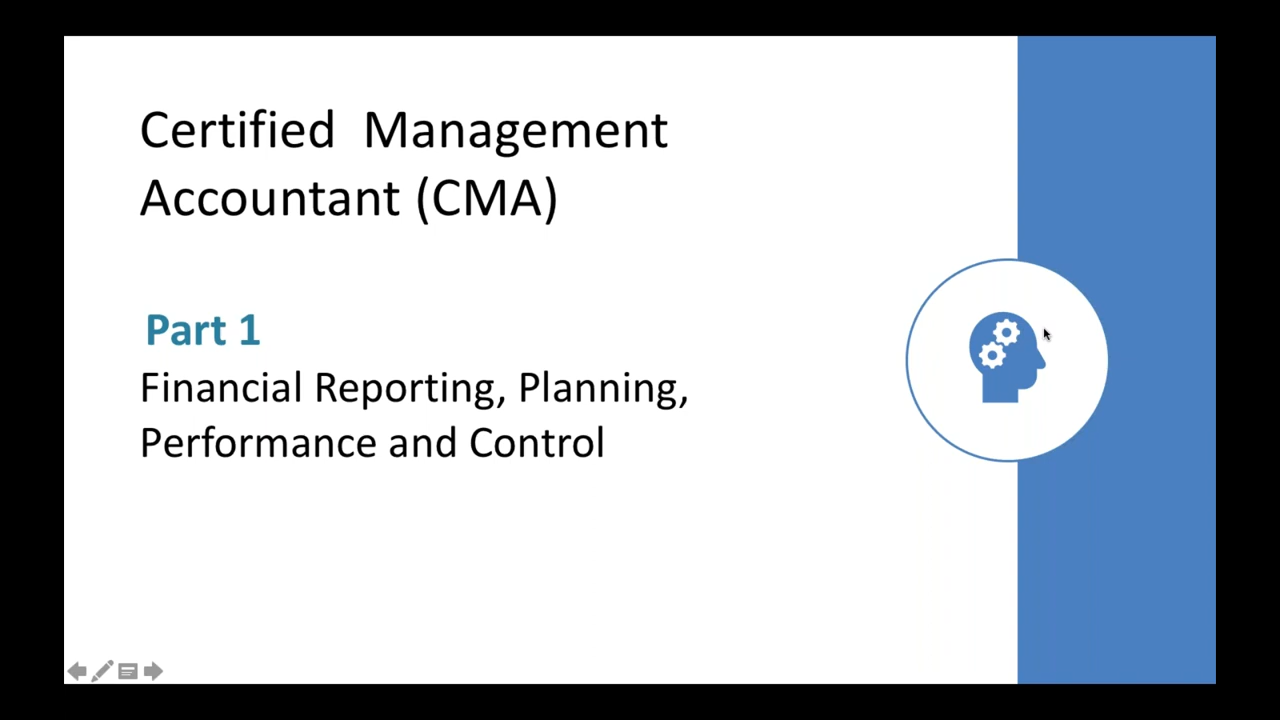 Certified  Management
Accountant (CMA)
Part 1
Financial Reporting, Planning,
Performance and Control